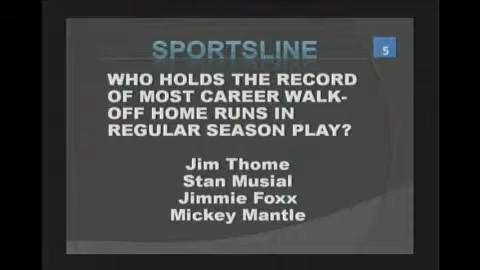 SPORTSLINE
5
WHO HOLDS THE RECORD
OF MOST CAREER WALK-
OFF HOME RUNS IN
REGULAR SEASON PLAY?
Jim Thome
Stan Musial
Jimmie Foxx
Mickey Mantle